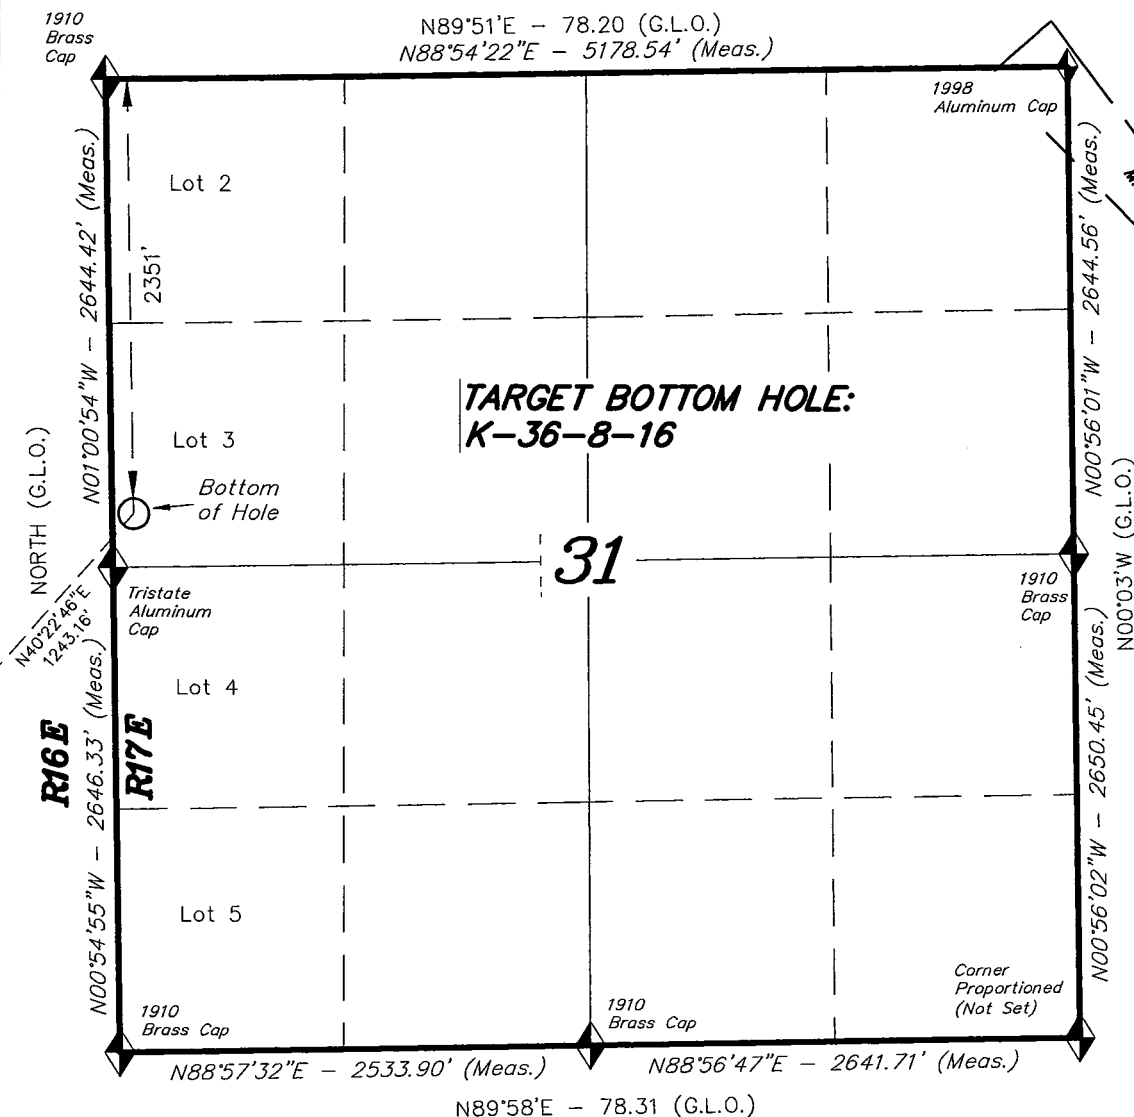 1910
Brass
Cap
N89°51'E - 78.20 (G.L.O.)
N88°54'22"E - 5178.54' (Meas.)
1998
Aluminum Cap
Lot 2
N01°00'54"W - 2644.42' (Meas.)
2351'
N00°56'01"W - 2644.56' (Meas.)
TARGET BOTTOM HOLE:
K-36-8-16
Lot 3
Bottom
of Hole
NORTH (G.L.O.)
N00°03'W (G.L.O.)
31
Tristate
Aluminum
Cap
1910
Brass
Cap
N40°22'46"E
1243.16'
Lot 4
R16E
R17E
N00°54'55"W - 2646.33' (Meas.)
N00°56'02"W - 2650.45' (Meas.)
Lot 5
1910
Brass Cap
1910
Brass Cap
Corner
Proportioned
(Not Set)
N88°57'32"E - 2533.90' (Meas.)
N88°56'47"E - 2641.71' (Meas.)
N89°58'E - 78.31 (G.L.O.)